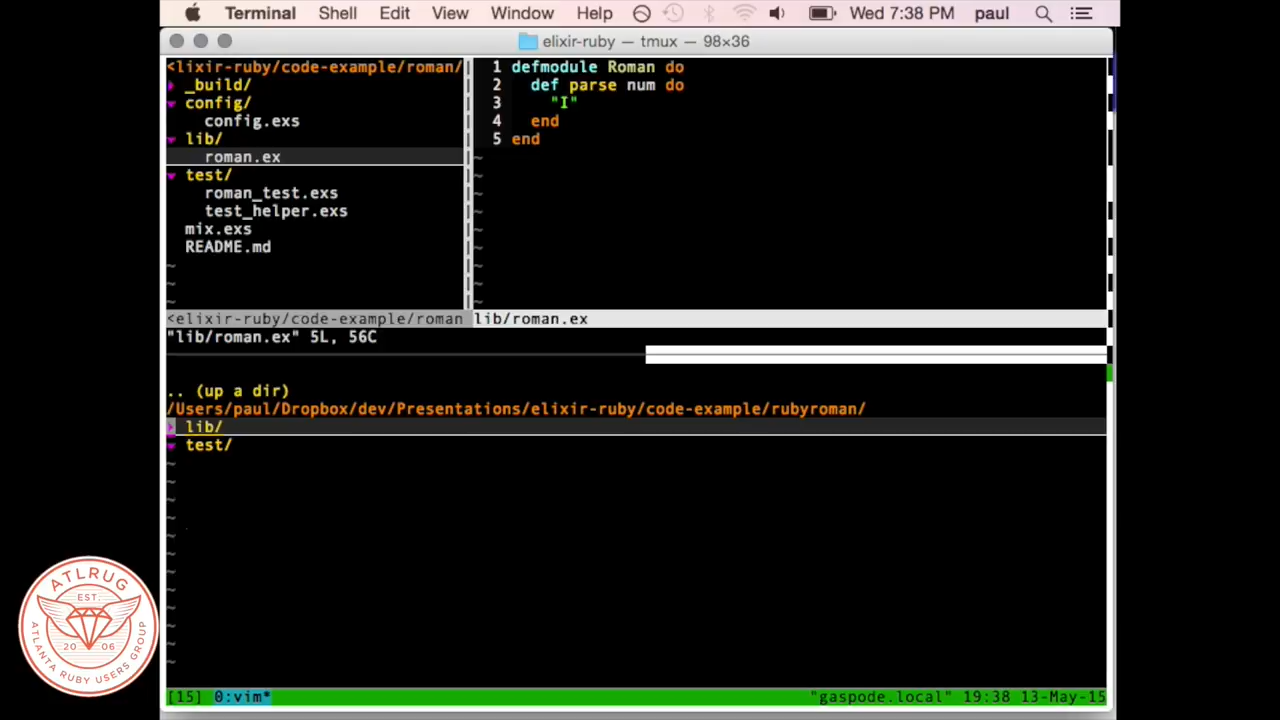 Terminal Shell Edit View Window Help Wed 7:38 PM paul
elixir-ruby — tmux — 98×36
<lixir-ruby/code-example/roman/
_build/
config/
config.exs
lib/
roman.ex
test/
roman_test.exs
test_helper.exs
mix.exs
README.md
~
~
~
<elixir-ruby/code-example/roman
1 defmodule Roman do
2 def parse num do
3 "I"
4 end
5 end
~
~
~
~
~
~
~
~
~
lib/roman.ex
"lib/roman.ex" 5L, 56C
.. (up a dir)
/Users/paul/Dropbox/dev/Presentations/elixir-ruby/code-example/rubyroman/
lib/
test/
~
~
~
~
~
~
~
~
~
~
~
~
[15] 0:vim* "gaspode.local" 19:38 13-May-15
ATLRUG
EST.
20 06
ATLANTA RUBY USERS GROUP